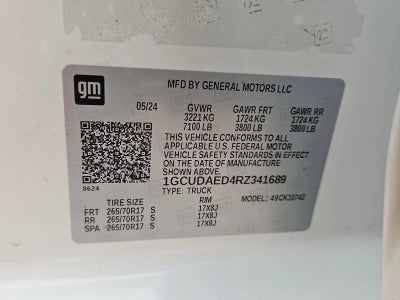 gm
MFD BY GENERAL MOTORS LLC
05/24 GVWR GAWR FRT GAWR RR
3221 KG 1724 KG 1724 KG
7100 LB 3800 LB 3800 LB
THIS VEHICLE CONFORMS TO ALL
APPLICABLE U.S. FEDERAL MOTOR
VEHICLE SAFETY STANDARDS IN EFFECT
ON THE DATE OF MANUFACTURE
SHOWN ABOVE.
8624 1GCUDAED4RZ341689
TYPE: TRUCK
TIRE SIZE RIM MODEL: 49CK10743
FRT 265/70R17 S 17X8J
RR 265/70R17 S 17X8J
SPA 265/70R17 S 17X8J